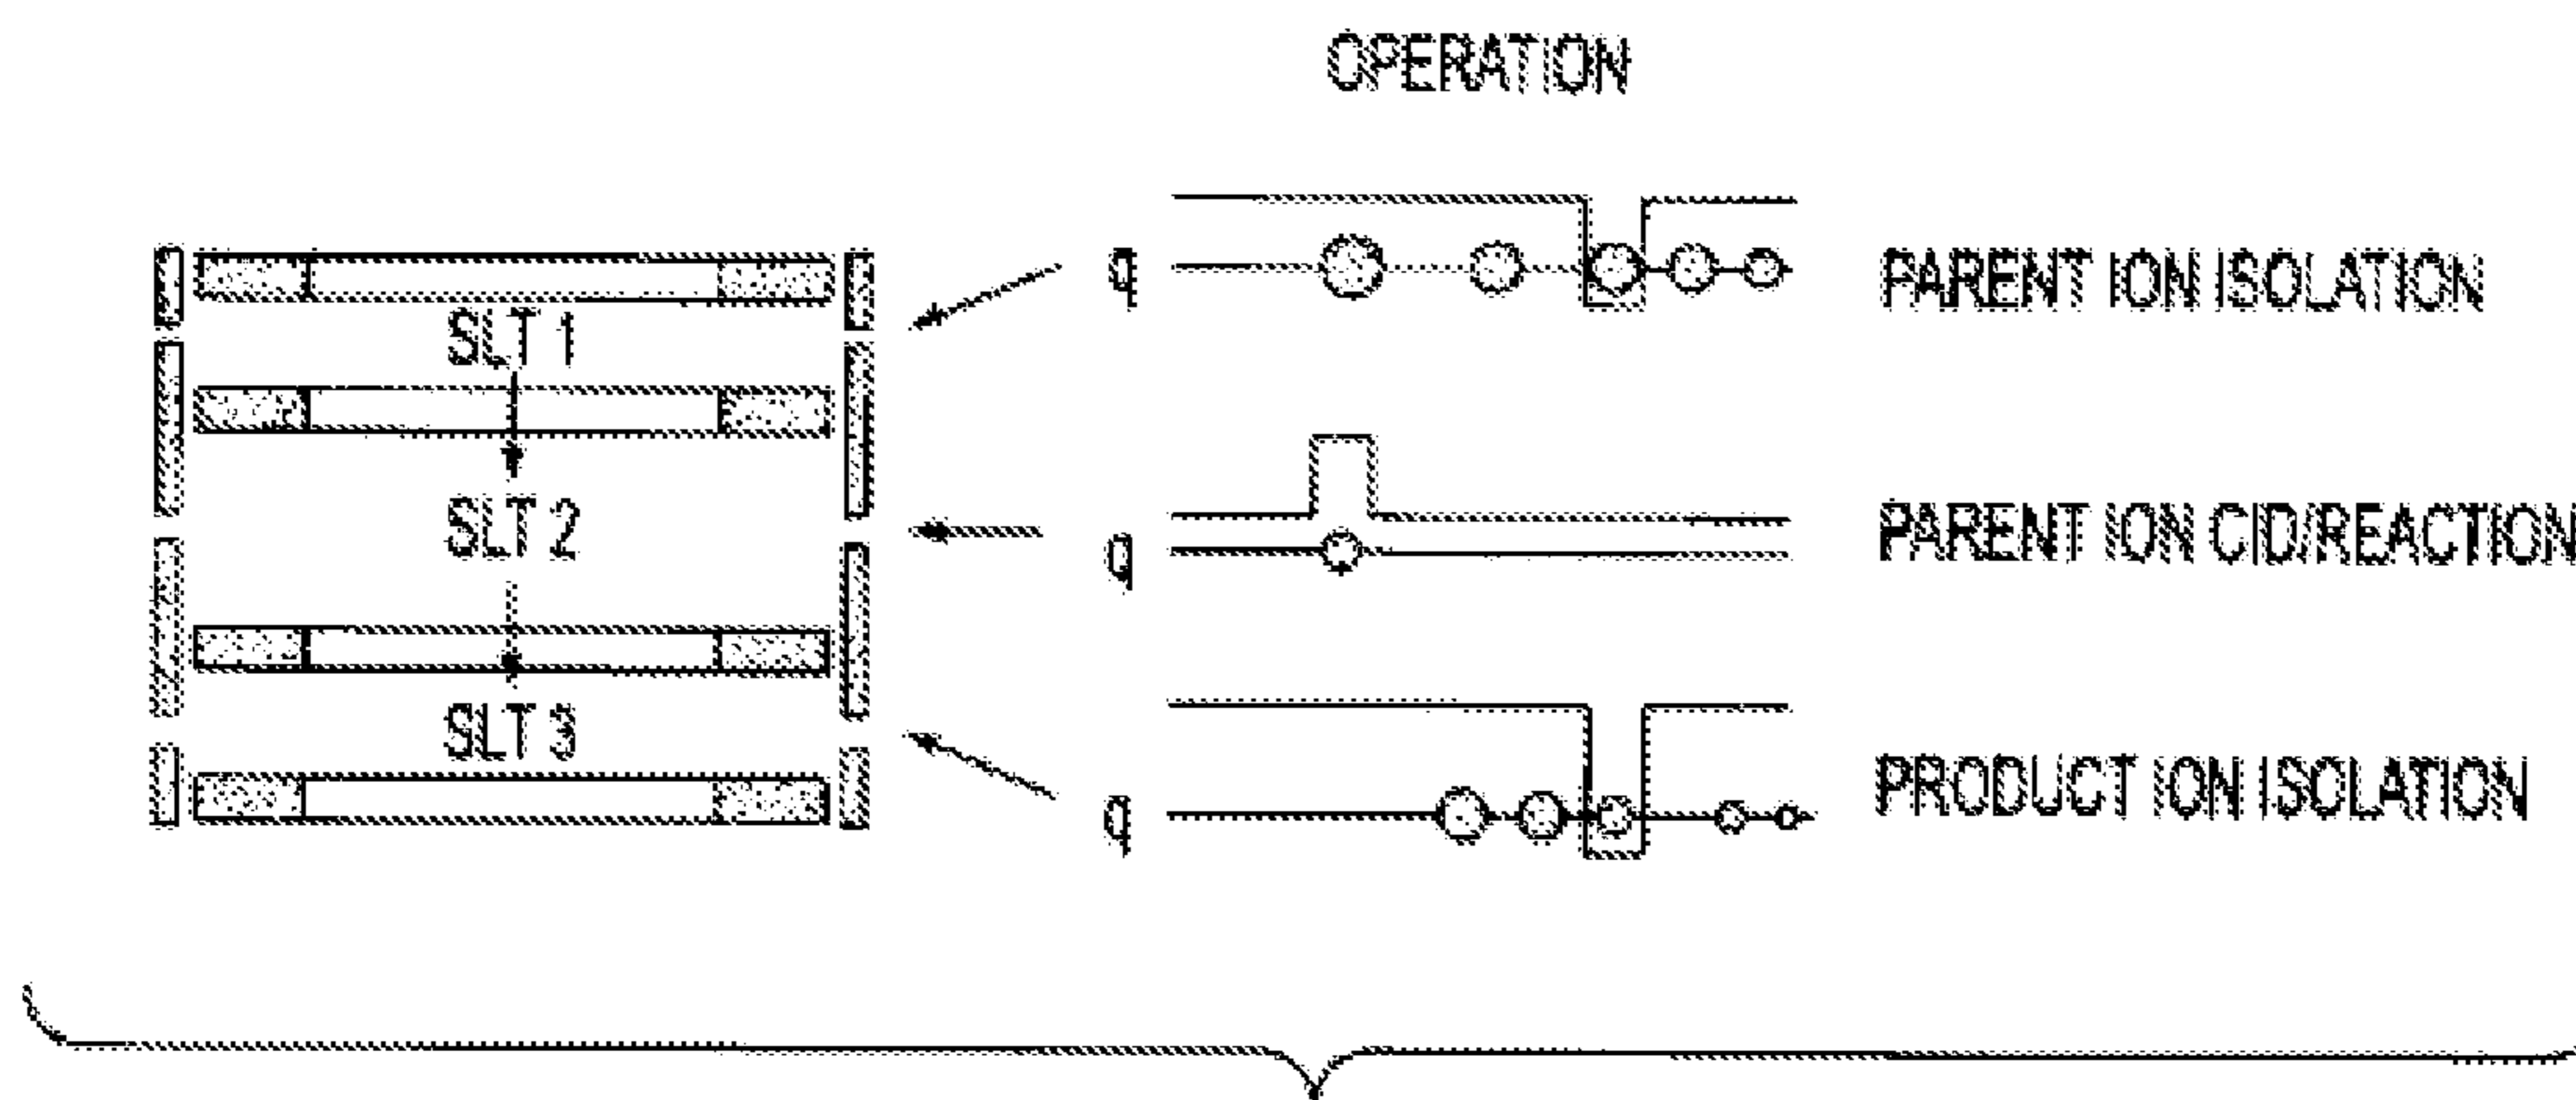 OPERATION
SLT 1
SLT 2
SLT 3
q
PARENT ION ISOLATION
q
PARENT ION CID/REACTION
q
PRODUCT ION ISOLATION